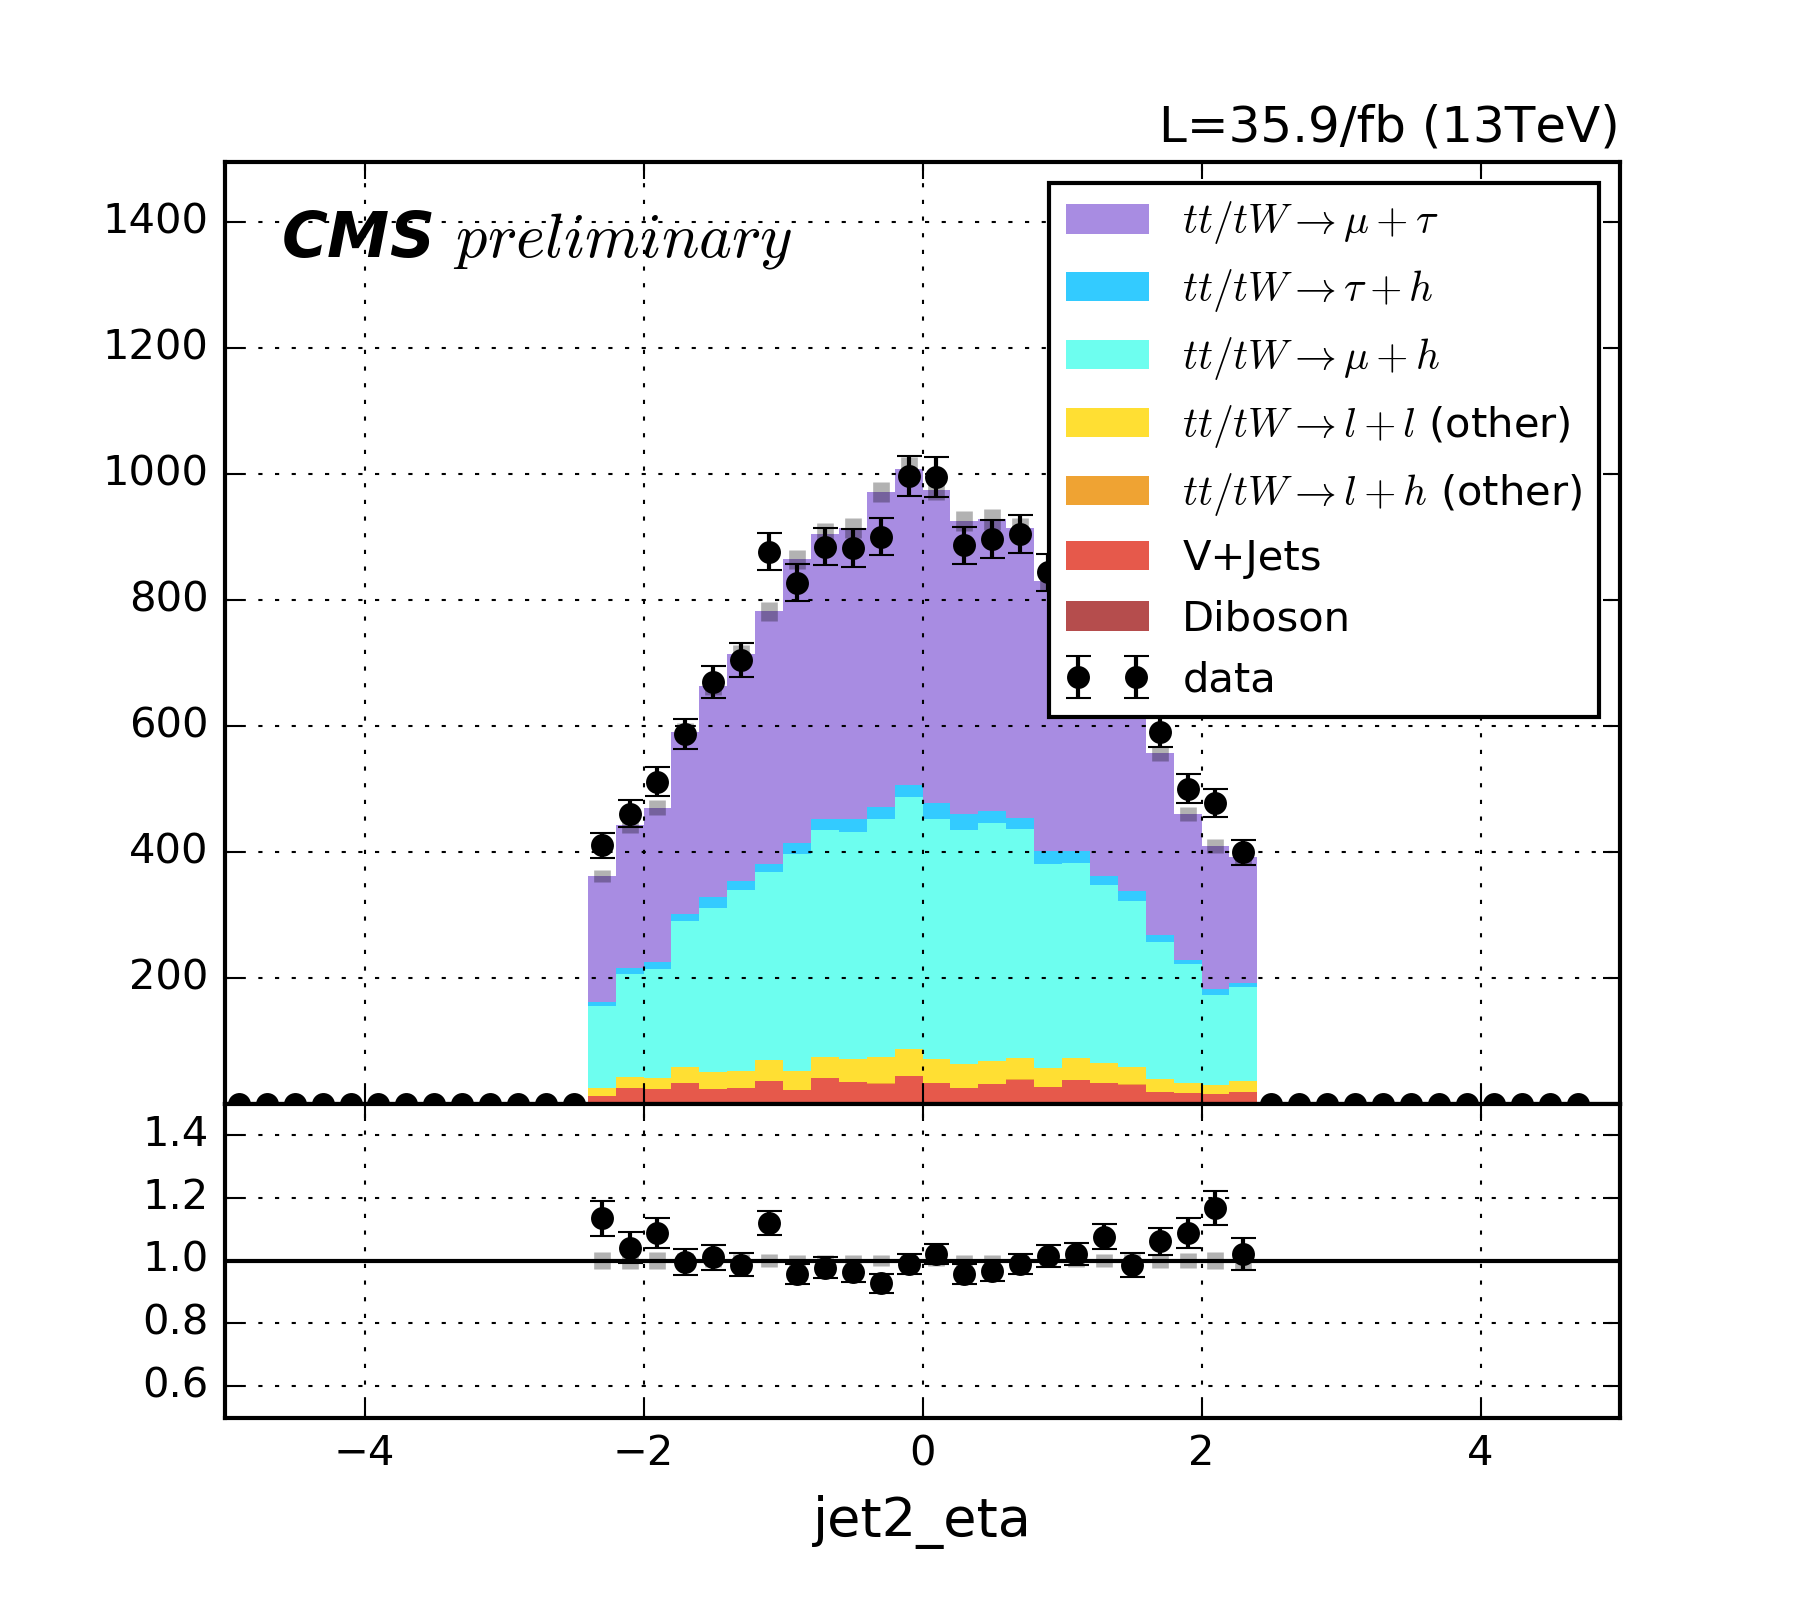 L=35.9/fb (13TeV)
CMS preliminary
1400
1200
1000
800
600
400
200
tt/tW→μ+τ
tt/tW→τ+h
tt/tW→μ+h
tt/tW→l+l (other)
tt/tW→l+h (other)
V+Jets
Diboson
data
1.4
1.2
1.0
0.8
0.6
−4 −2 0 2 4
jet2_eta